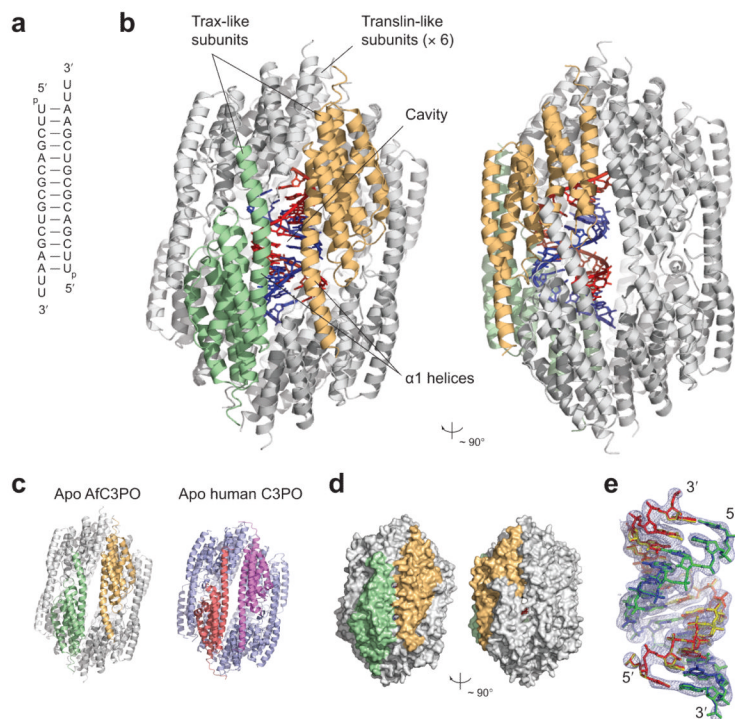 a
3′
5′ U
p U
U — A
U — A
C — G
G — C
A — U
C — G
G — C
C — G
G — C
U — A
C — G
G — C
A — U
A — U p
U 5′
U
3′
b
Trax-like
subunits
Translin-like
subunits (× 6)
Cavity
α1 helices
~ 90°
c
Apo AfC3PO
Apo human C3PO
d
~ 90°
e
3′
5′
5′
3′